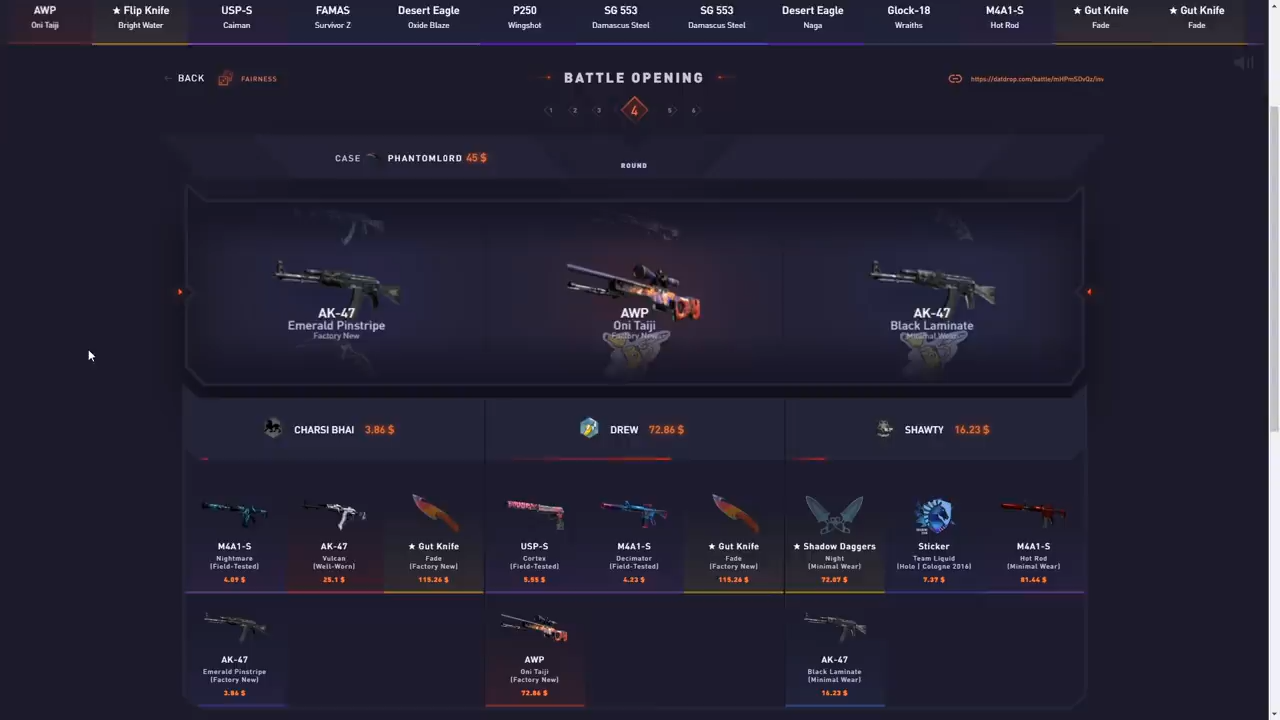 AWP
Oni Taiji
★ Flip Knife
Bright Water
USP-S
Caiman
FAMAS
Survivor Z
Desert Eagle
Oxide Blaze
P250
Wingshot
SG 553
Damascus Steel
SG 553
Damascus Steel
Desert Eagle
Naga
Glock-18
Wraiths
M4A1-S
Hot Rod
★ Gut Knife
Fade
★ Gut Knife
Fade
← BACK
FAIRNESS
BATTLE OPENING
1 2 3 4 5 6
CASE PHANTOML0RD 45 $
ROUND
AK-47
Emerald Pinstripe
Factory New
AWP
Oni Taiji
Factory New
AK-47
Black Laminate
Minimal Wear
CHARSI BHAI 3.86 $
DREW 72.86 $
SHAWTY 16.23 $
M4A1-S
Nightmare
(Field-Tested)
4.09 $
AK-47
Vulcan
(Well-Worn)
25.1 $
★ Gut Knife
Fade
(Factory New)
115.26 $
USP-S
Cortex
(Field-Tested)
5.55 $
M4A1-S
Decimator
(Field-Tested)
4.23 $
★ Gut Knife
Fade
(Factory New)
115.26 $
★ Shadow Daggers
Night
(Minimal Wear)
72.87 $
Sticker
Team Liquid
(Holo | Cologne 2016)
7.37 $
M4A1-S
Hot Rod
(Minimal Wear)
81.44 $
AK-47
Emerald Pinstripe
(Factory New)
3.86 $
AWP
Oni Taiji
(Factory New)
72.86 $
AK-47
Black Laminate
(Minimal Wear)
16.23 $